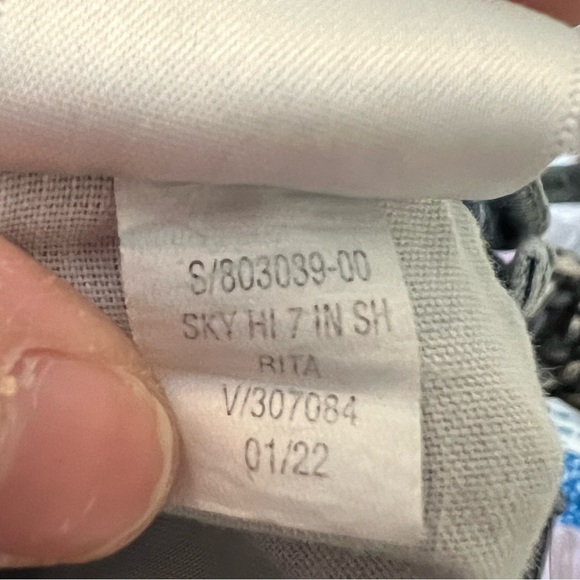 S/803039-00
SKY HI 7 IN SH
RITA
V/307084
01/22